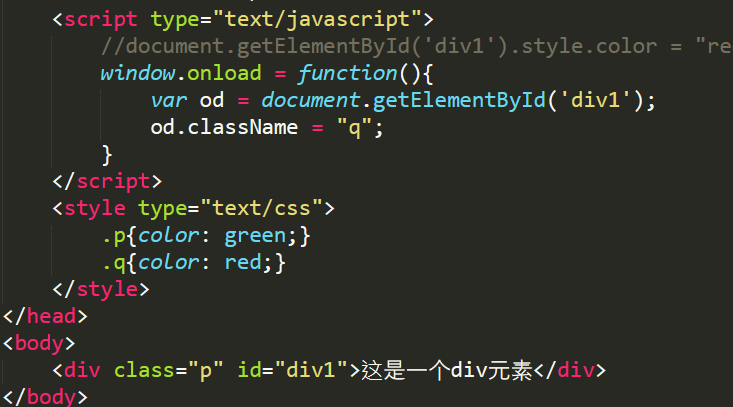 <script type="text/javascript">
//document.getElementById('div1').style.color = "re
window.onload = function(){
var od = document.getElementById('div1');
od.className = "q";
}
</script>
<style type="text/css">
.p{color: green;}
.q{color: red;}
</style>
</head>
<body>
<div class="p" id="div1">这是一个div元素</div>
</body>